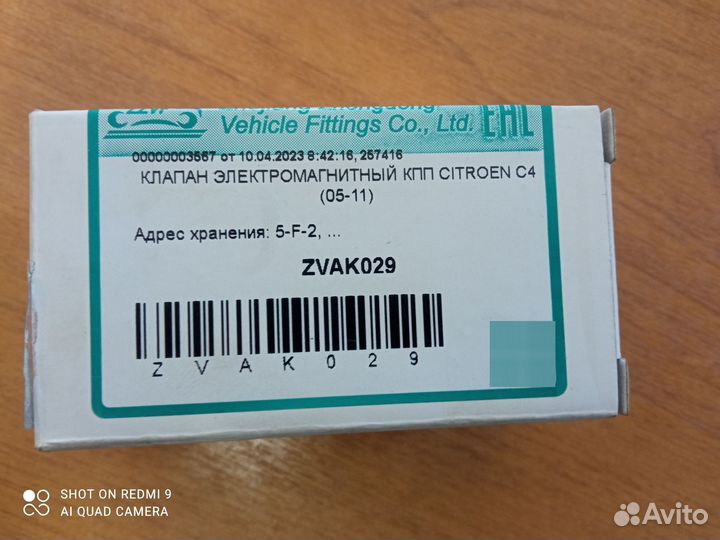 Vehicle Fittings Co., Ltd.
EAC
00000003567 от 10.04.2023 8:42:16, 257416
КЛАПАН ЭЛЕКТРОМАГНИТНЫЙ КПП CITROEN C4
(05-11)
Адрес хранения: 5-F-2, ...
ZVAK029
Z V A K 0 2 9
SHOT ON REDMI 9
AI QUAD CAMERA
Avito